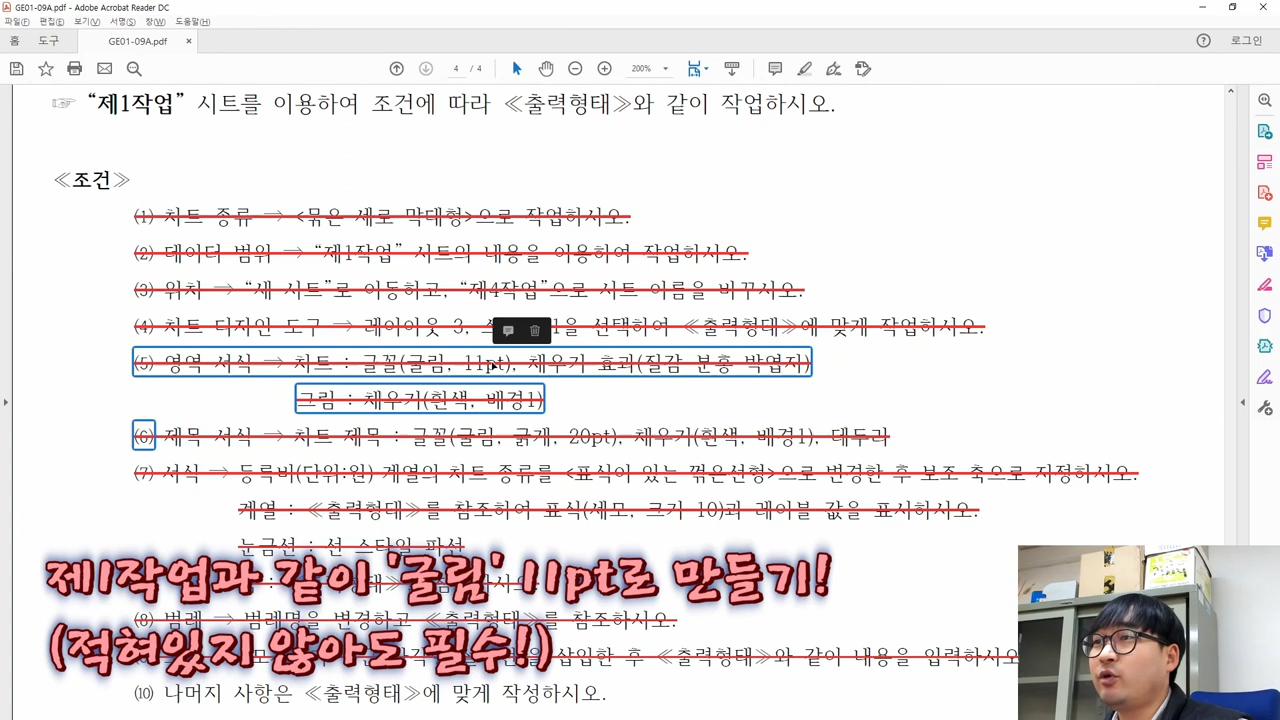 GE01-09A.pdf - Adobe Acrobat Reader DC
파일(F) 편집(E) 보기(V) 서명(S) 창(W) 도움말(H)
홈 도구 GE01-09A.pdf × 로그인
4 / 4 200%
☞ “제1작업” 시트를 이용하여 조건에 따라 ≪출력형태≫와 같이 작업하시오.
≪조건≫
⑴ 차트 종류 ⇒ <묶은 세로 막대형>으로 작업하시오.
⑵ 데이터 범위 ⇒ “제1작업” 시트의 내용을 이용하여 작업하시오.
⑶ 위치 ⇒ “새 시트”로 이동하고, “제4작업”으로 시트 이름을 바꾸시오.
⑷ 차트 디자인 도구 ⇒ 레이아웃 3, 1을 선택하여 ≪출력형태≫에 맞게 작업하시오.
⑸ 영역 서식 ⇒ 차트 : 글꼴(굴림, 11pt), 채우기 효과(질감-분홍 박엽지)
그림 : 채우기(흰색, 배경1)
⑹ 제목 서식 ⇒ 차트 제목 : 글꼴(굴림, 굵게, 20pt), 채우기(흰색, 배경1), 테두리
⑺ 서식 ⇒ 등록비(단위:원) 계열의 차트 종류를 <표식이 있는 꺾은선형>으로 변경한 후 보조 축으로 지정하시오.
계열 : ≪출력형태≫를 참조하여 표식(세모, 크기 10)과 레이블 값을 표시하시오.
눈금선 : 선 스타일-파선
제1작업과 같이 '굴림' 11pt로 만들기!
⑻ 범례 ⇒ 범례명을 변경하고 ≪출력형태≫를 참조하시오.
(적혀있지 않아도 필수!)
삽입한 후 ≪출력형태≫와 같이 내용을 입력하시오
⑽ 나머지 사항은 ≪출력형태≫에 맞게 작성하시오.